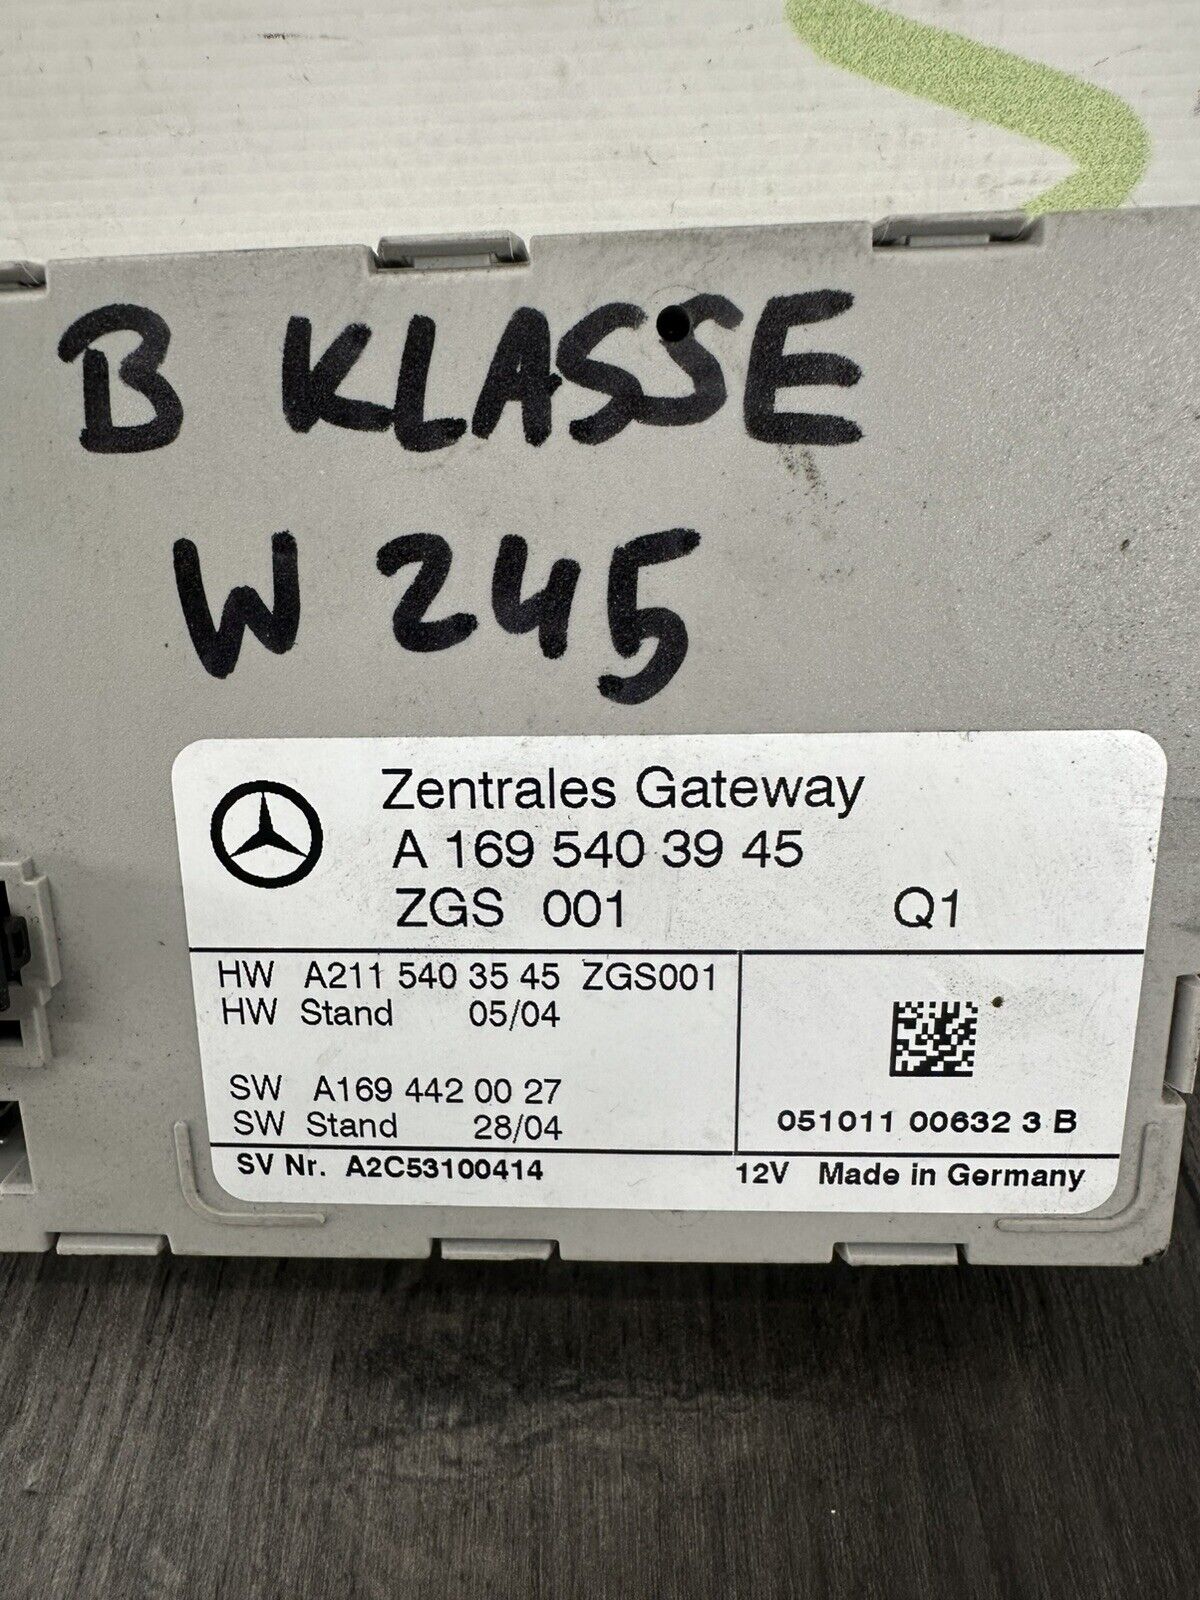 B KLASSE
W 245
Zentrales Gateway
A 169 540 39 45
ZGS 001 Q1
HW A211 540 35 45 ZGS001
HW Stand 05/04
SW A169 442 00 27
SW Stand 28/04
051011 00632 3 B
SV Nr. A2C53100414
12V Made in Germany